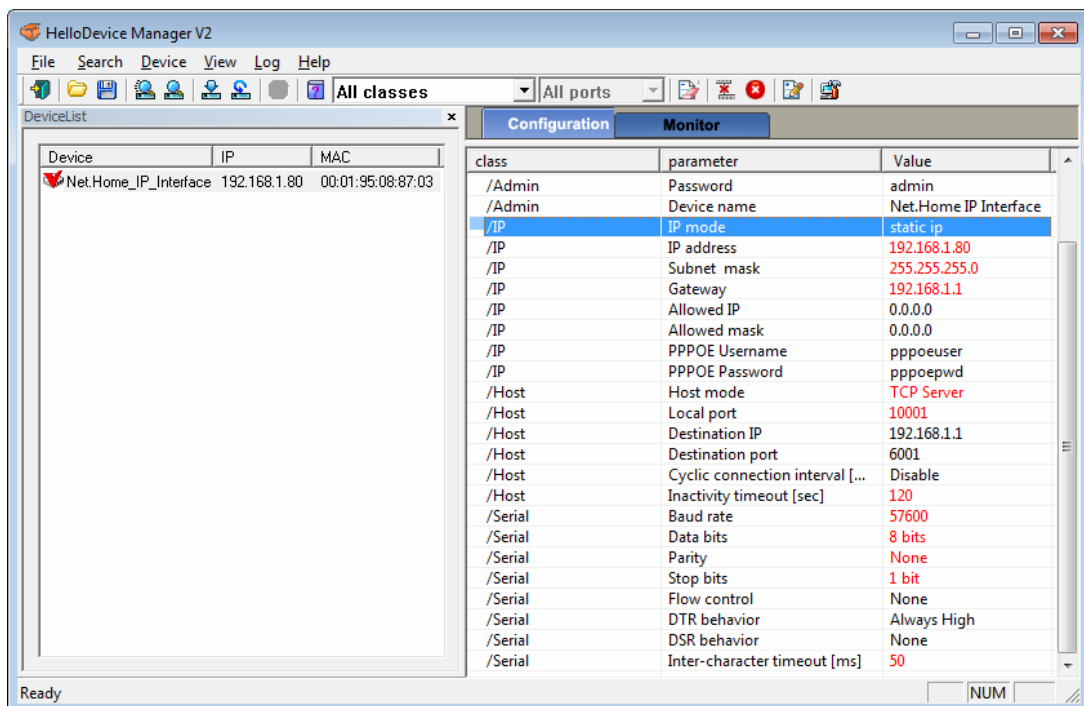 HelloDevice Manager V2
File Search Device View Log Help
All classes All ports
DeviceList x
Configuration Monitor
Device IP MAC
Net.Home_IP_Interface 192.168.1.80 00:01:95:08:87:03
class parameter Value
/Admin Password admin
/Admin Device name Net.Home IP Interface
/IP IP mode static ip
/IP IP address 192.168.1.80
/IP Subnet mask 255.255.255.0
/IP Gateway 192.168.1.1
/IP Allowed IP 0.0.0.0
/IP Allowed mask 0.0.0.0
/IP PPPOE Username pppoeuser
/IP PPPOE Password pppoepwd
/Host Host mode TCP Server
/Host Local port 10001
/Host Destination IP 192.168.1.1
/Host Destination port 6001
/Host Cyclic connection interval [... Disable
/Host Inactivity timeout [sec] 120
/Serial Baud rate 57600
/Serial Data bits 8 bits
/Serial Parity None
/Serial Stop bits 1 bit
/Serial Flow control None
/Serial DTR behavior Always High
/Serial DSR behavior None
/Serial Inter-character timeout [ms] 50
Ready NUM